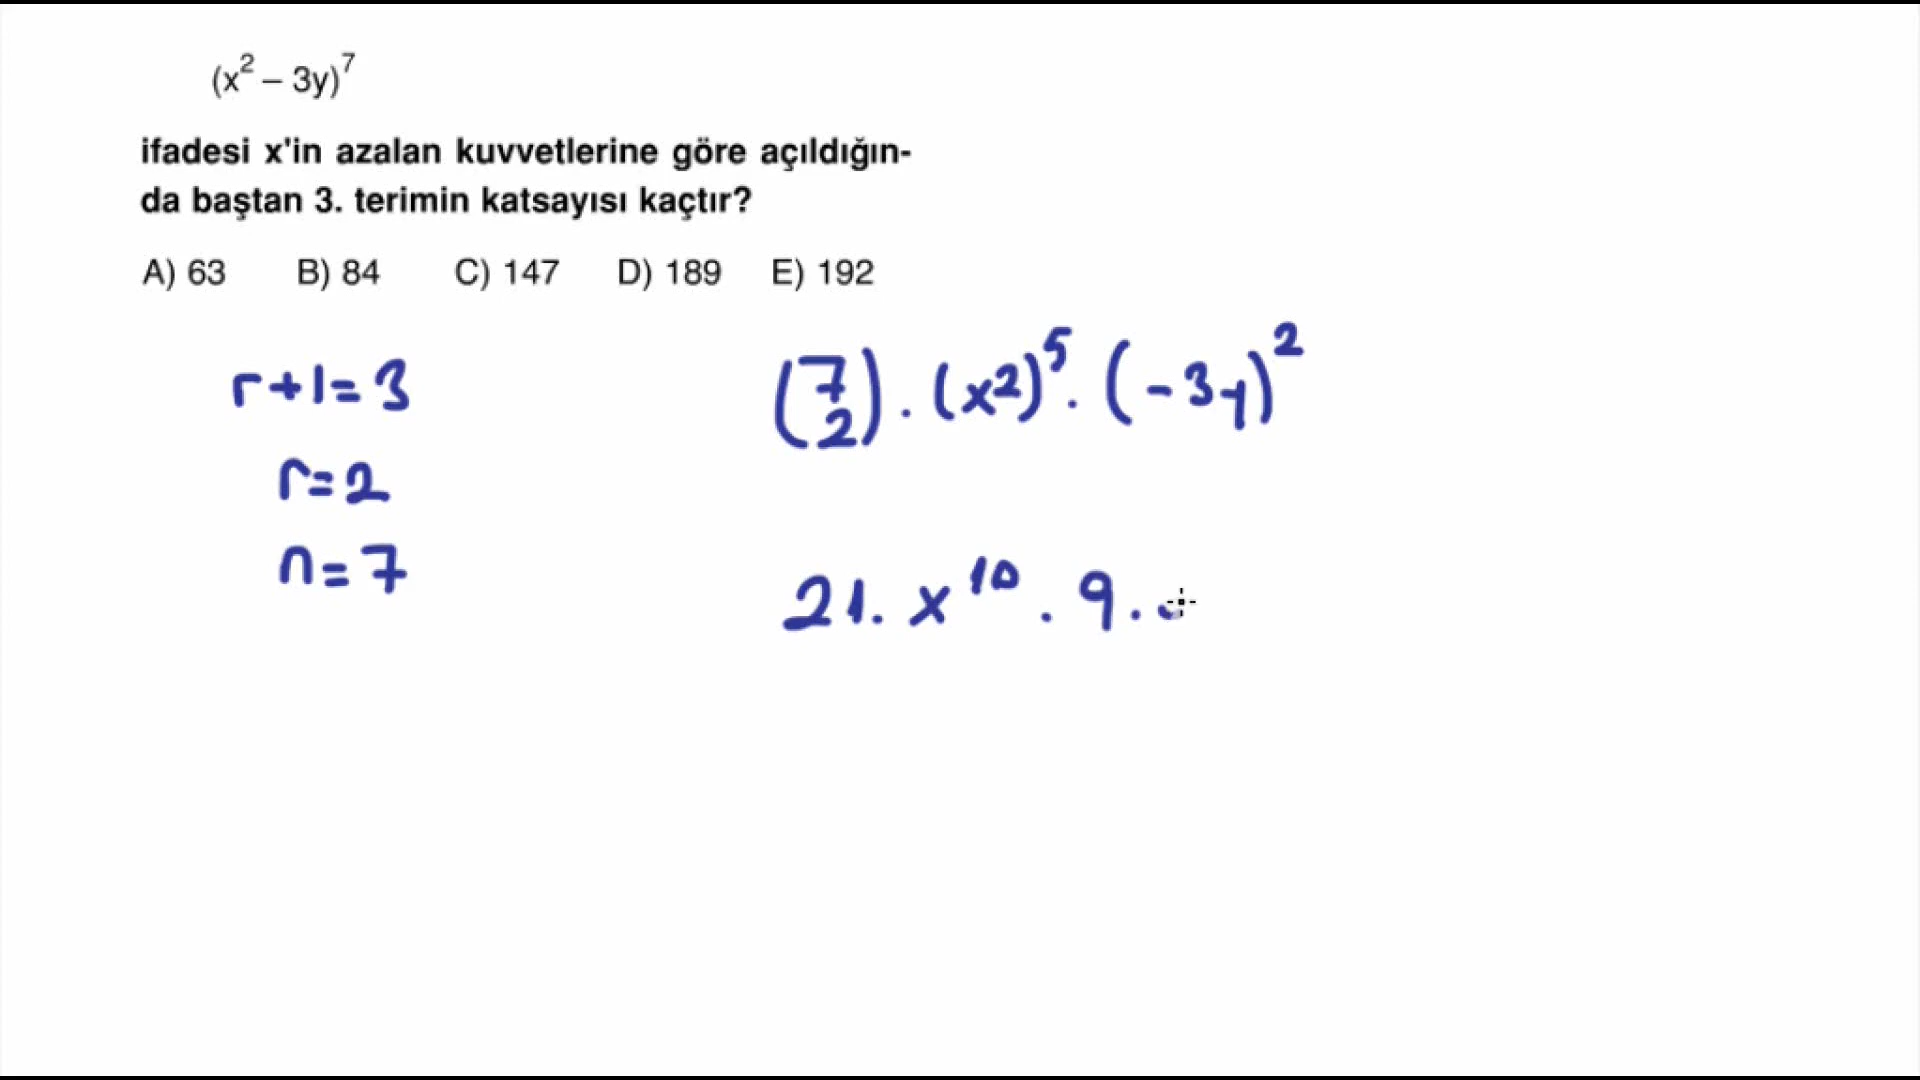 (x² – 3y)⁷
ifadesi x'in azalan kuvvetlerine göre açıldığın-
da baştan 3. terimin katsayısı kaçtır?
A) 63 B) 84 C) 147 D) 189 E) 192
r+1=3
r=2
n=7
(7 2) . (x2)⁵ . (-3y)²
21. x¹⁰ . 9 .